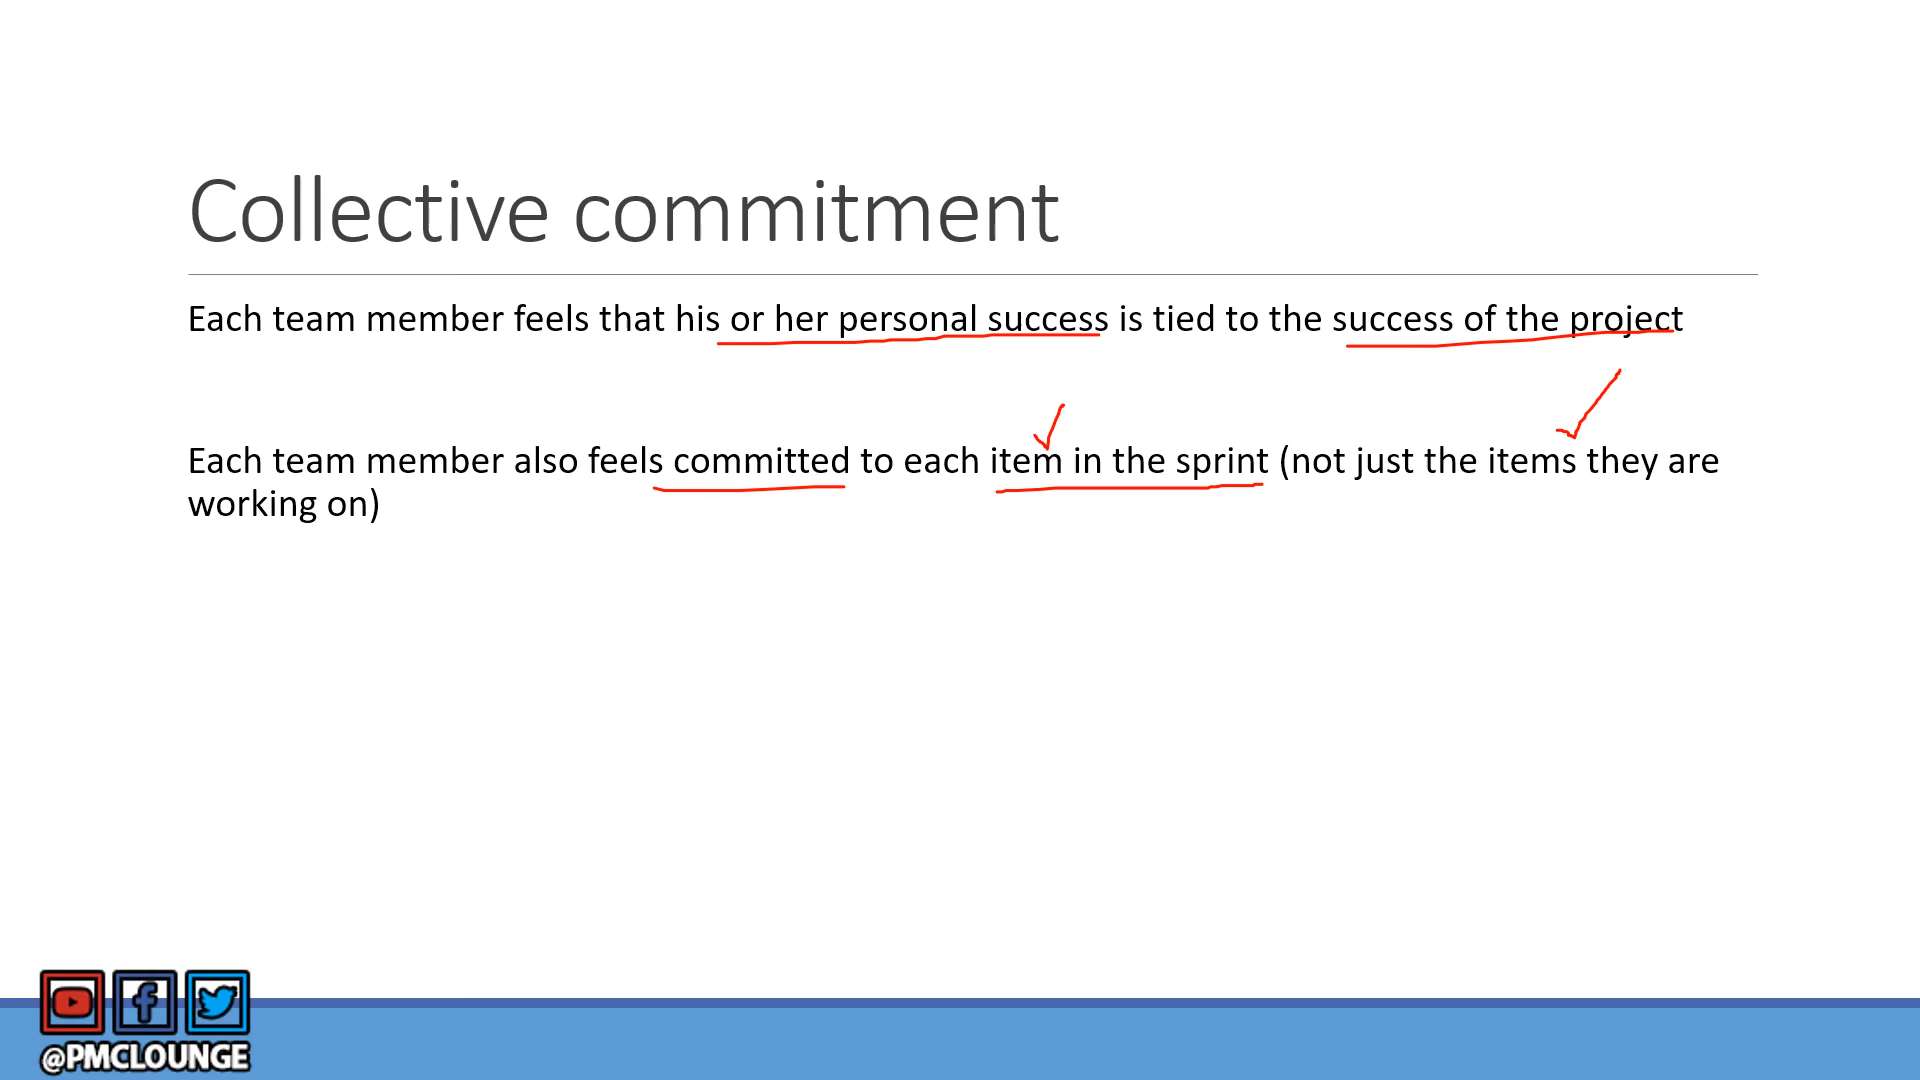 Collective commitment
Each team member feels that his or her personal success is tied to the success of the project
Each team member also feels committed to each item in the sprint (not just the items they are
working on)
@PMCLOUNGE